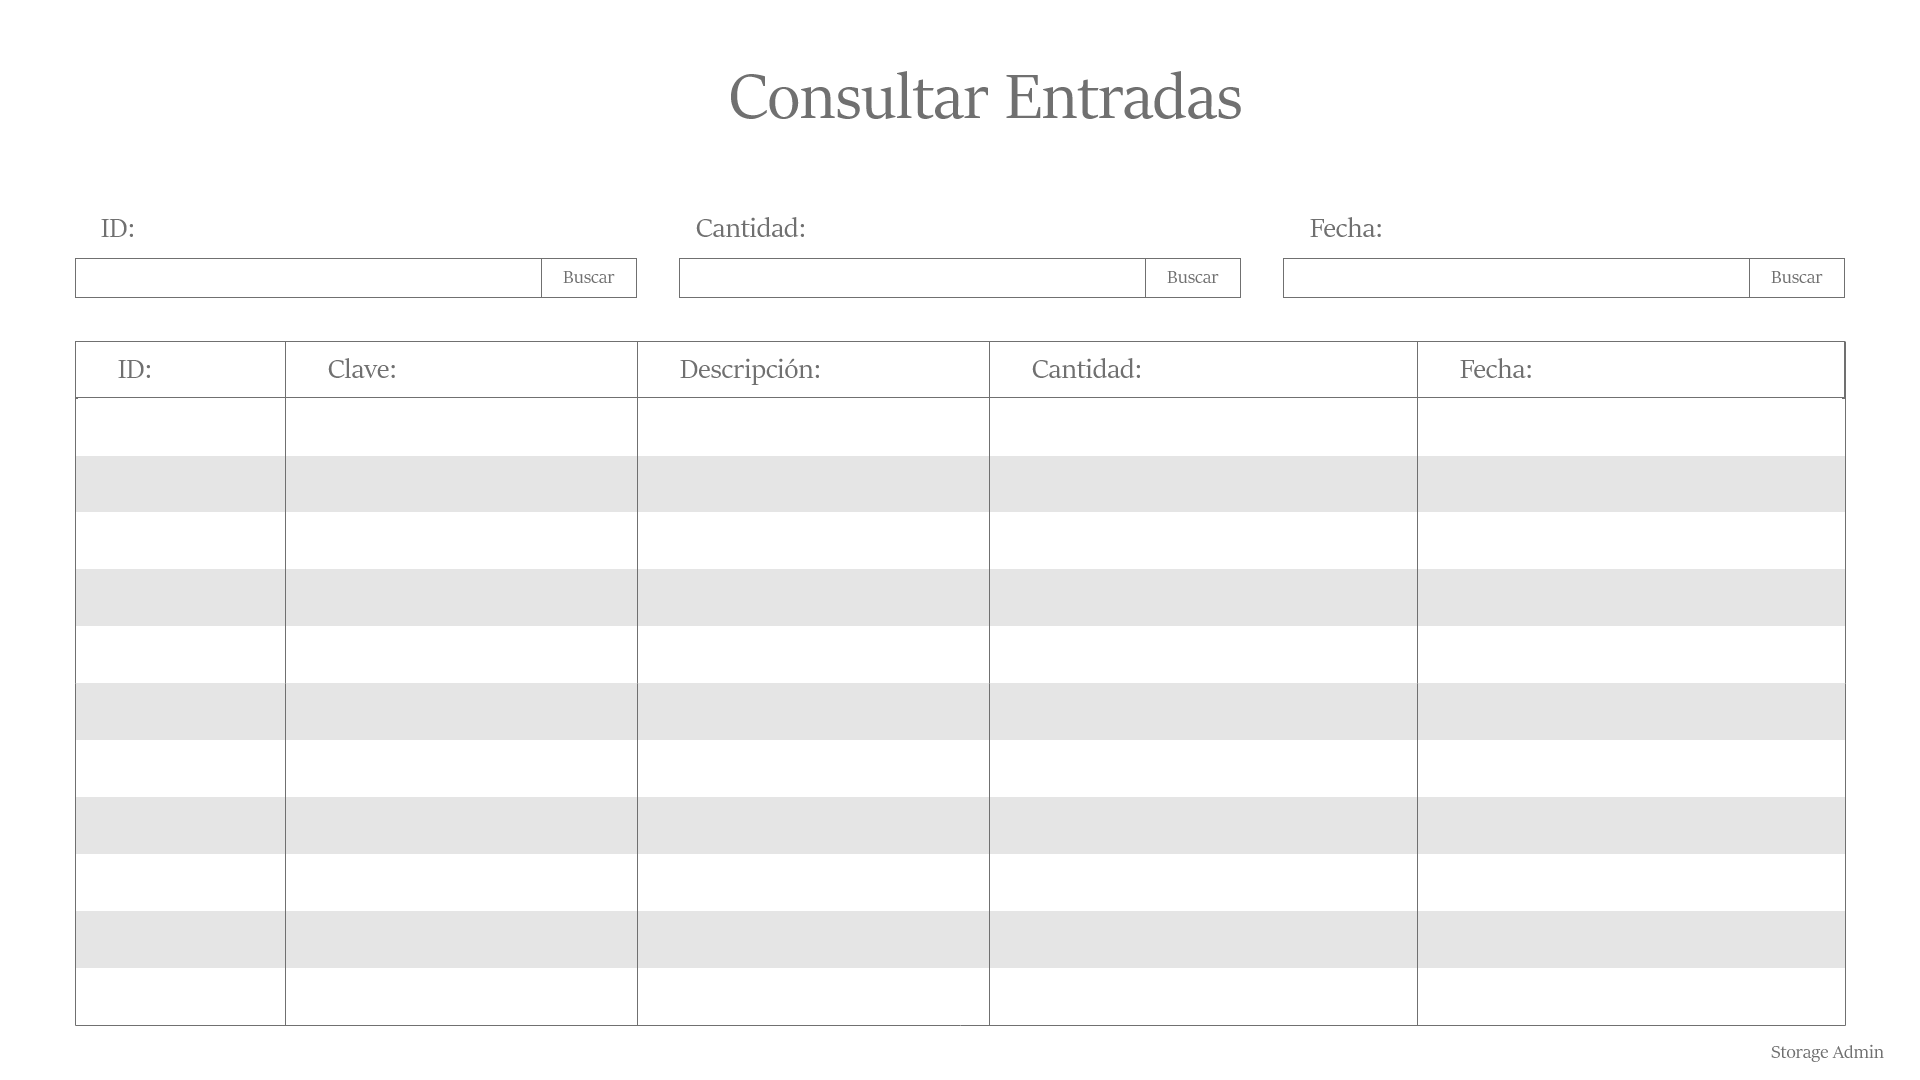 Consultar Entradas
ID: Cantidad: Fecha:
Buscar Buscar Buscar
ID: Clave: Descripción: Cantidad: Fecha:
Storage Admin